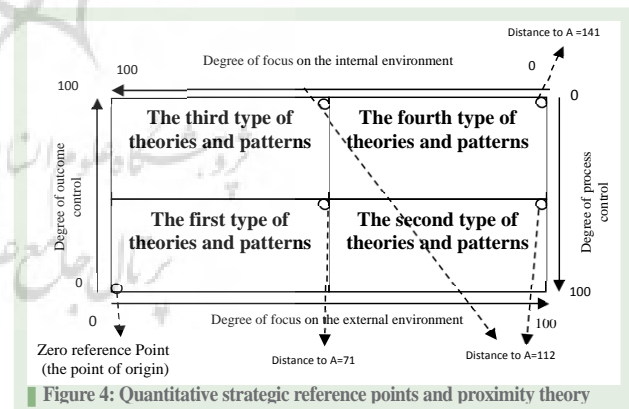 Distance to A =141
Degree of focus on the internal environment
100
0
100
0
The third type of
theories and patterns
The fourth type of
theories and patterns
Degree of outcome
control
Degree of process
control
The first type of
theories and patterns
The second type of
theories and patterns
0
100
0
Degree of focus on the external environment
100
Zero reference Point
(the point of origin)
Distance to A=71
Distance to A=112
Figure 4: Quantitative strategic reference points and proximity theory